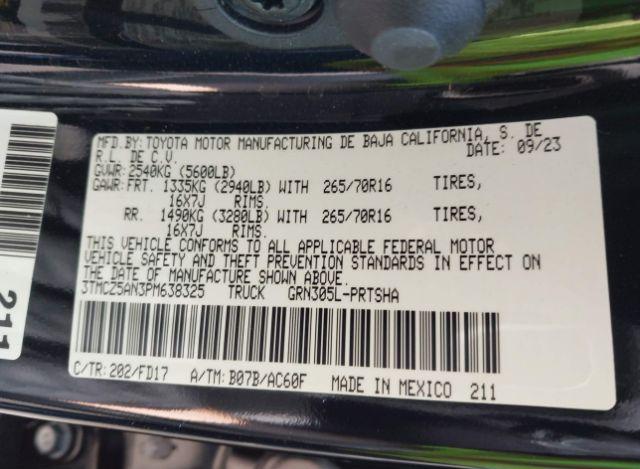 MFD.BY: TOYOTA MOTOR MANUFACTURING DE BAJA CALIFORNIA, S. DE
R.L. DE C.V. DATE: 09/23
GVWR: 2540KG (5600LB)
GAWR: FRT. 1335KG (2940LB) WITH 265/70R16 TIRES,
16X7J RIMS.
RR. 1490KG (3280LB) WITH 265/70R16 TIRES,
16X7J RIMS.
THIS VEHICLE CONFORMS TO ALL APPLICABLE FEDERAL MOTOR
VEHICLE SAFETY AND THEFT PREVENTION STANDARDS IN EFFECT ON
THE DATE OF MANUFACTURE SHOWN ABOVE.
3TMCZ5AN3PM638325 TRUCK GRN305L-PRTSHA
C/TR: 202/FD17 A/TM: B07B/AC60F MADE IN MEXICO 211
211